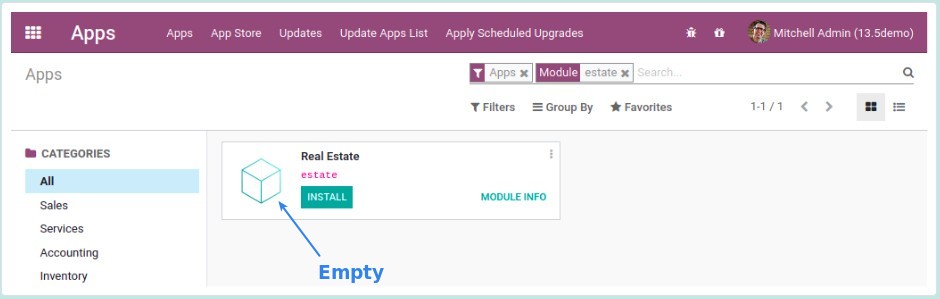 Apps Apps App Store Updates Update Apps List Apply Scheduled Upgrades Mitchell Admin (13.5demo)
Apps Apps Module estate Search...
Filters Group By Favorites 1-1 / 1
CATEGORIES
All
Sales
Services
Accounting
Inventory
Real Estate
estate
INSTALL MODULE INFO
Empty